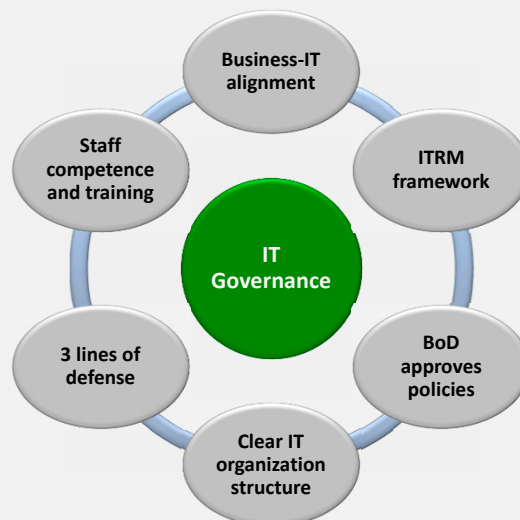 Business-IT
alignment
ITRM
framework
BoD
approves
policies
Clear IT
organization
structure
3 lines of
defense
Staff
competence
and training
IT
Governance